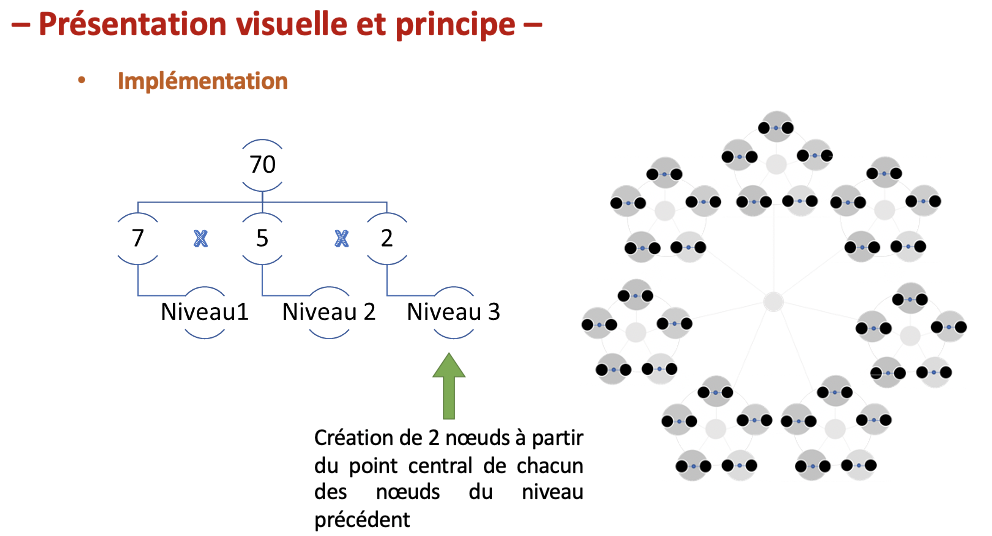 – Présentation visuelle et principe –
• Implémentation
70
7 X 5 X 2
Niveau1 Niveau 2 Niveau 3
Création de 2 nœuds à partir
du point central de chacun
des nœuds du niveau
précédent